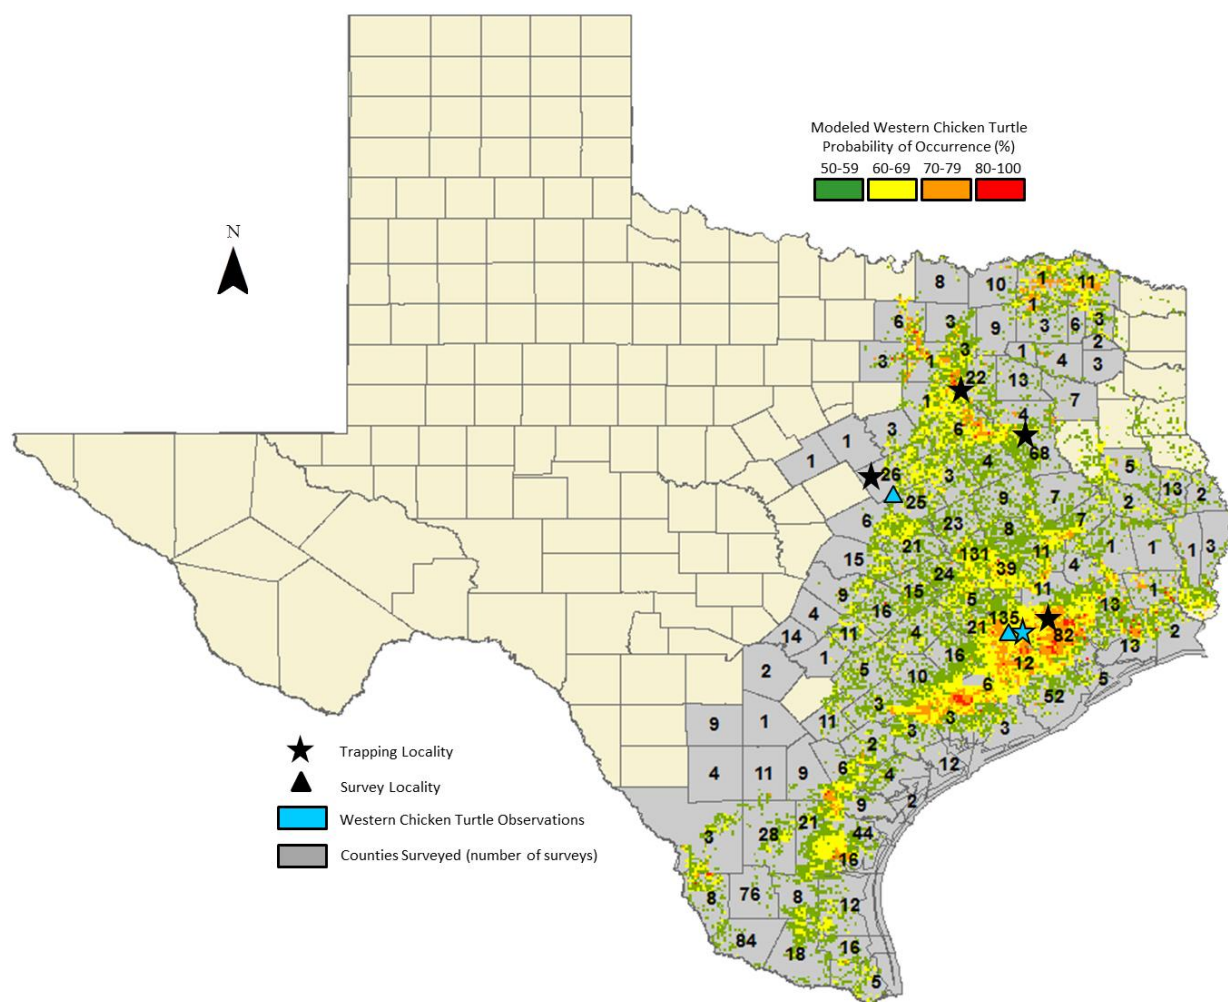 Modeled Western Chicken Turtle
Probability of Occurrence (%)
50-59 60-69 70-79 80-100
N
8 10 1 11
1
6 3 9 3 6 3
2
3 1 3 1 4 3
22 13
1 7
4
3 6
1
1 68
26 4 5
3 13
25 9 7 2 2
6 23 8 7
21 131 11 1 1 1 3
15
39 4
24
9 15 5 11 1
16 13
4 135
14 11 4 21 82 2
1 16 12 13
2 5 10 6 5
3 52
9 1 11 3 3 3
2
12
4 11 9 6 4
9 2
21
3 28 44
16
8 76 8 12
84 18 16
5
Trapping Locality
Survey Locality
Western Chicken Turtle Observations
Counties Surveyed (number of surveys)